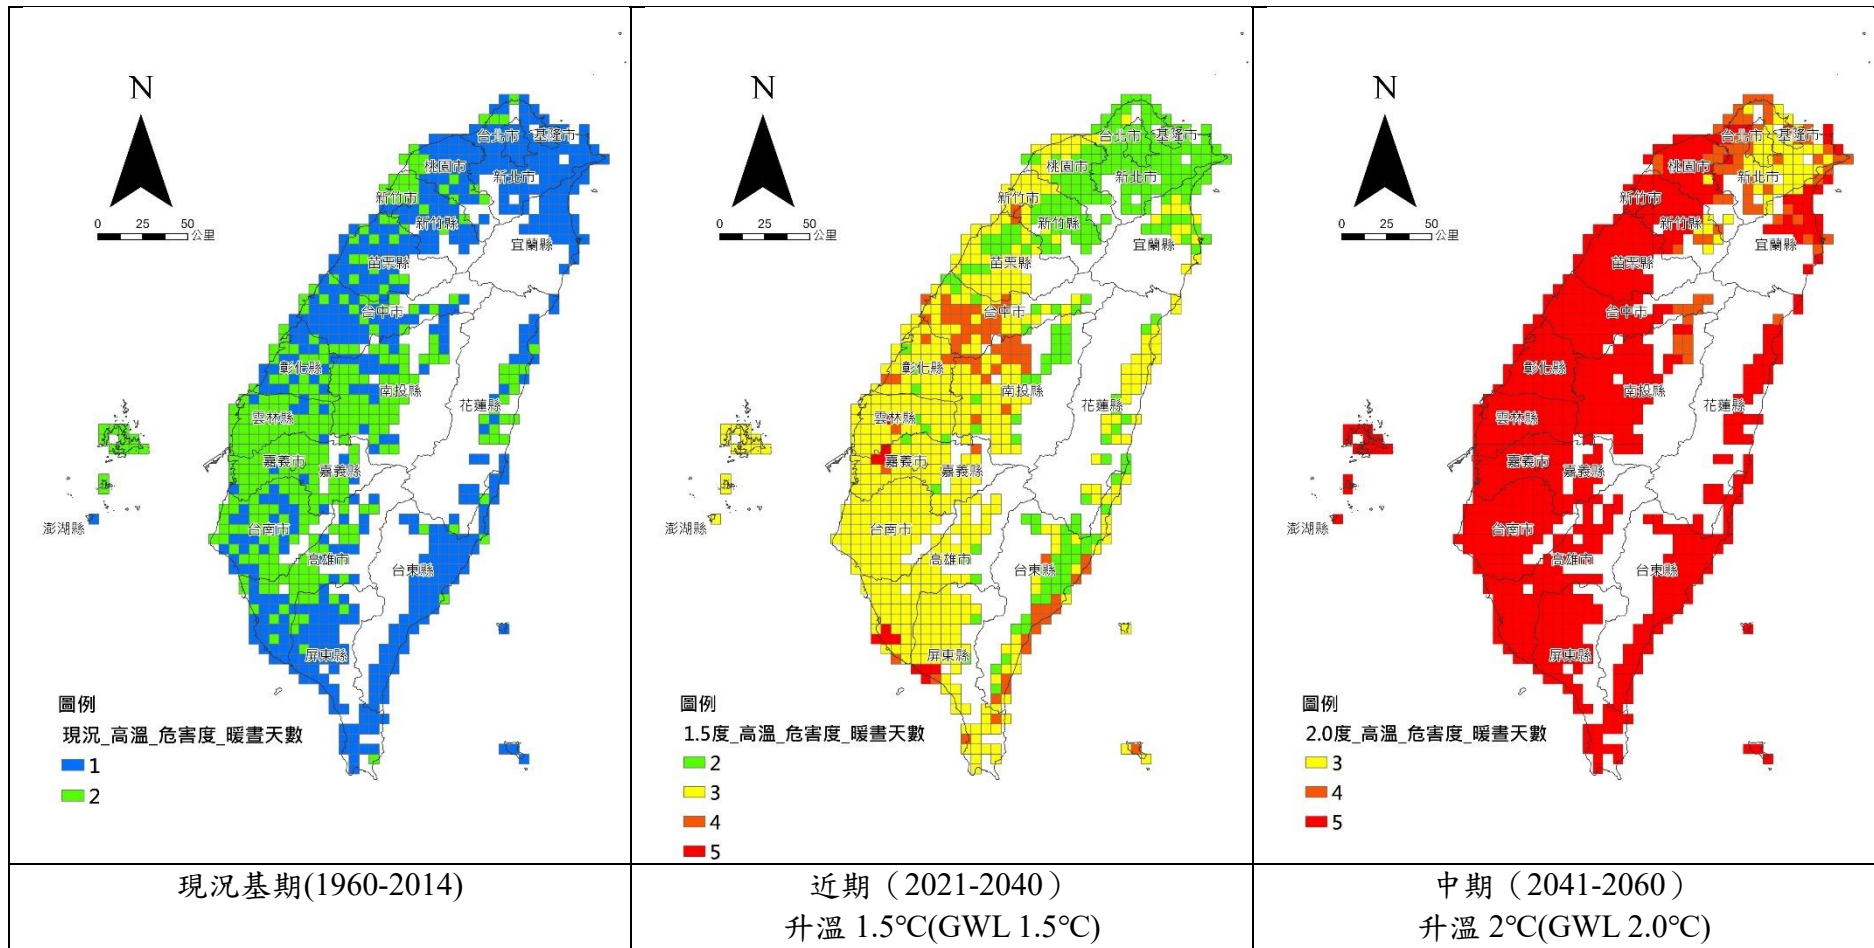 N
0 25 50
公里
台北市
基隆市
桃園市
新北市
新竹市
新竹縣
宜蘭縣
苗栗縣
台中市
彰化縣
南投縣
花蓮縣
雲林縣
嘉義市
嘉義縣
澎湖縣
台南市
高雄市
台東縣
屏東縣
圖例
現況_高溫_危害度_暖晝天數
1
2
現況基期(1960-2014)
N
0 25 50
公里
台北市
基隆市
桃園市
新北市
新竹市
新竹縣
宜蘭縣
苗栗縣
台中市
彰化縣
南投縣
花蓮縣
雲林縣
嘉義市
嘉義縣
澎湖縣
台南市
高雄市
台東縣
屏東縣
圖例
1.5度_高溫_危害度_暖晝天數
2
3
4
5
近期（2021-2040）
升溫 1.5°C(GWL 1.5°C)
N
0 25 50
公里
台北市
基隆市
桃園市
新北市
新竹市
新竹縣
宜蘭縣
苗栗縣
台中市
彰化縣
南投縣
花蓮縣
雲林縣
嘉義市
嘉義縣
澎湖縣
台南市
高雄市
台東縣
屏東縣
圖例
2.0度_高溫_危害度_暖晝天數
3
4
5
中期（2041-2060）
升溫 2°C(GWL 2.0°C)